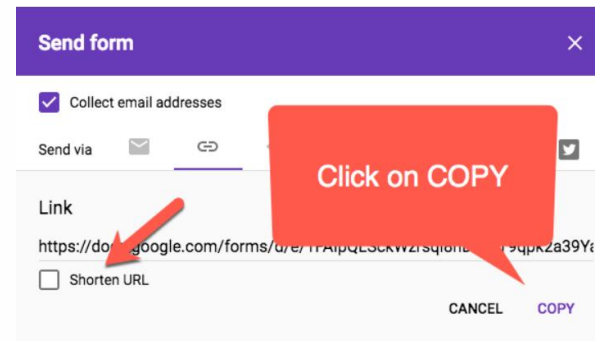 Send form
Collect email addresses
Send via
Click on COPY
Link
Shorten URL
CANCEL COPY